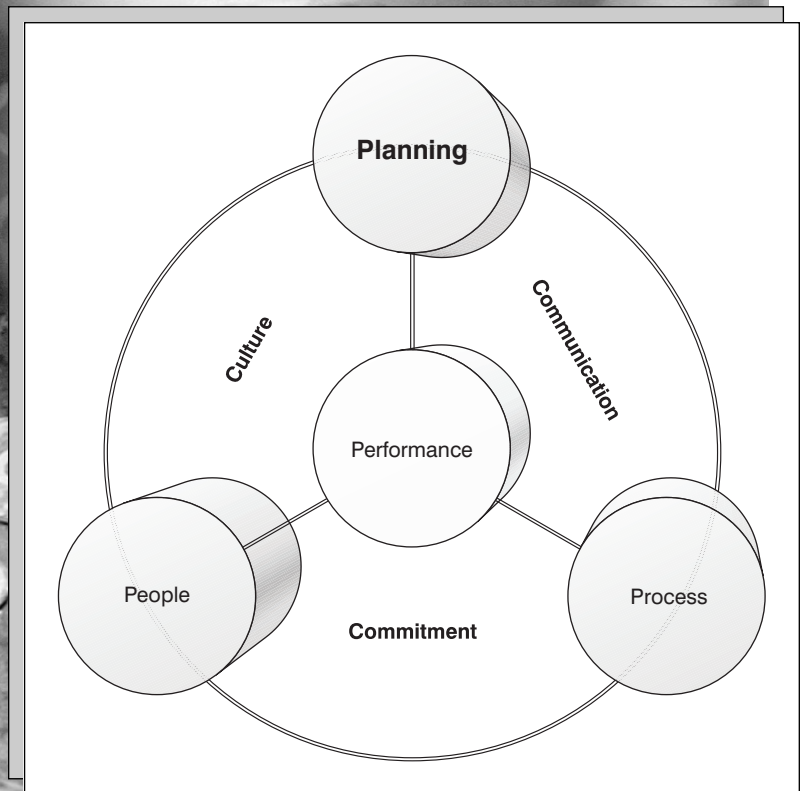 Planning
Culture
Communication
Performance
People
Process
Commitment